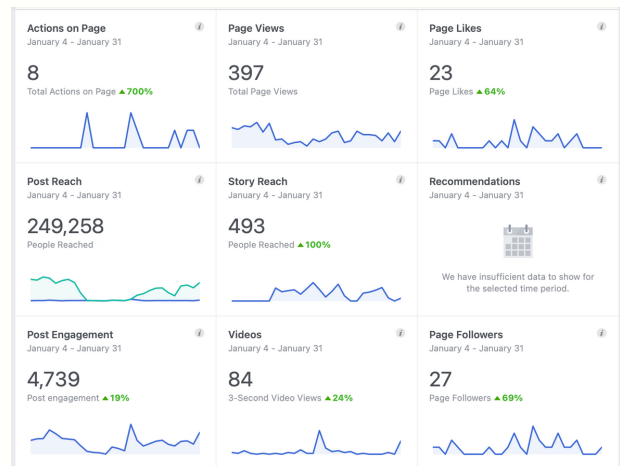 Actions on Page
January 4 - January 31
8
Total Actions on Page ▲700%
Page Views
January 4 - January 31
397
Total Page Views
Page Likes
January 4 - January 31
23
Page Likes ▲64%
Post Reach
January 4 - January 31
249,258
People Reached
Story Reach
January 4 - January 31
493
People Reached ▲100%
Recommendations
January 4 - January 31
We have insufficient data to show for
the selected time period.
Post Engagement
January 4 - January 31
4,739
Post engagement ▲19%
Videos
January 4 - January 31
84
3-Second Video Views ▲24%
Page Followers
January 4 - January 31
27
Page Followers ▲69%